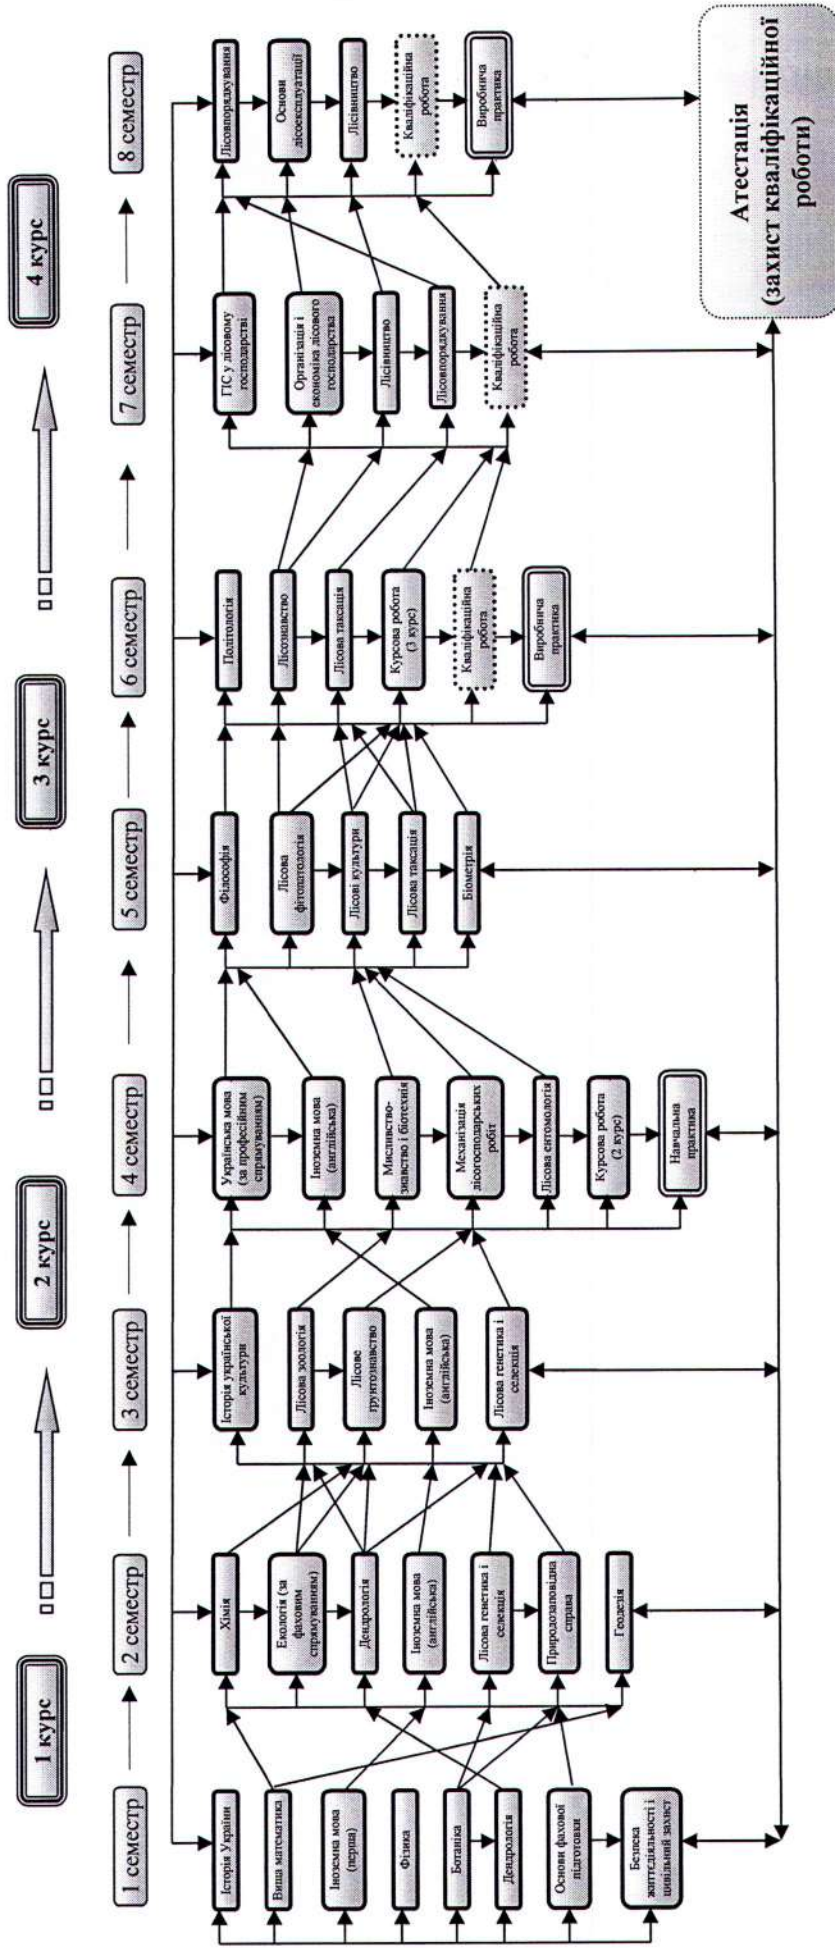 1 курс
2 курс
3 курс
4 курс
1 семестр
2 семестр
3 семестр
4 семестр
5 семестр
6 семестр
7 семестр
8 семестр
Історія України
Вища математика
Іноземна мова
(перша)
Фізика
Ботаніка
Дендрологія
Основи фахової
підготовки
Безпека
життєдіяльності і
цивільний захист
Хімія
Екологія (за
фаховим
спрямуванням)
Дендрологія
Іноземна мова
(англійська)
Лісова генетика і
селекція
Природозаповідна
справа
Геодезія
Історія української
культури
Лісова зоологія
Лісове
ґрунтознавство
Іноземна мова
(англійська)
Лісова генетика і
селекція
Українська мова
(за професійним
спрямуванням)
Іноземна мова
(англійська)
Мисливство-
знавство і біотехнія
Механізація
лісогосподарських
робіт
Лісова ентомологія
Курсова робота
(2 курс)
Навчальна
практика
Філософія
Лісова
фітопатологія
Лісові культури
Лісова таксація
Біометрія
Політологія
Лісознавство
Лісова таксація
Курсова робота
(3 курс)
Кваліфікаційна
робота
Виробнича
практика
ГІС у лісовому
господарстві
Організація і
економіка лісового
господарства
Лісівництво
Лісовпорядкування
Кваліфікаційна
робота
Лісовпорядкування
Основи
лісоексплуатації
Лісівництво
Кваліфікаційна
робота
Виробнича
практика
Атестація
(захист кваліфікаційної
роботи)